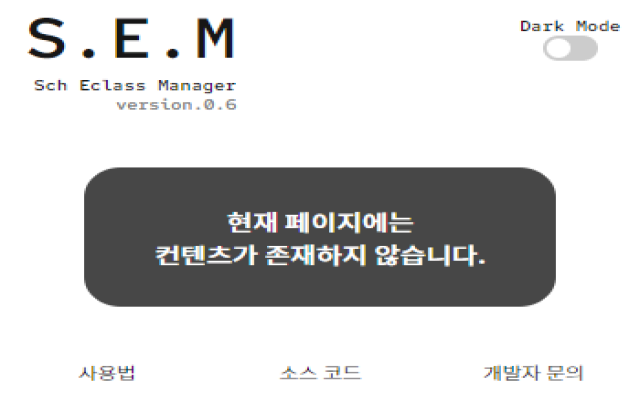 S.E.M
Dark Mode
Sch Eclass Manager
version.0.6
현재 페이지에는
컨텐츠가 존재하지 않습니다.
사용법
소스 코드
개발자 문의